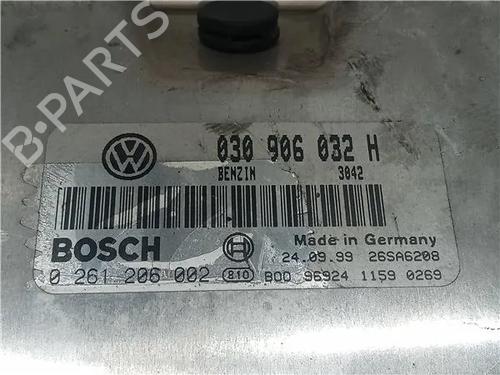 B-PARTS
030 906 032 H
BENZIN 3042
BOSCH
Made in Germany
24.09.99 26SA6208
0 261 206 002 810 BOO 96924 1159 0269